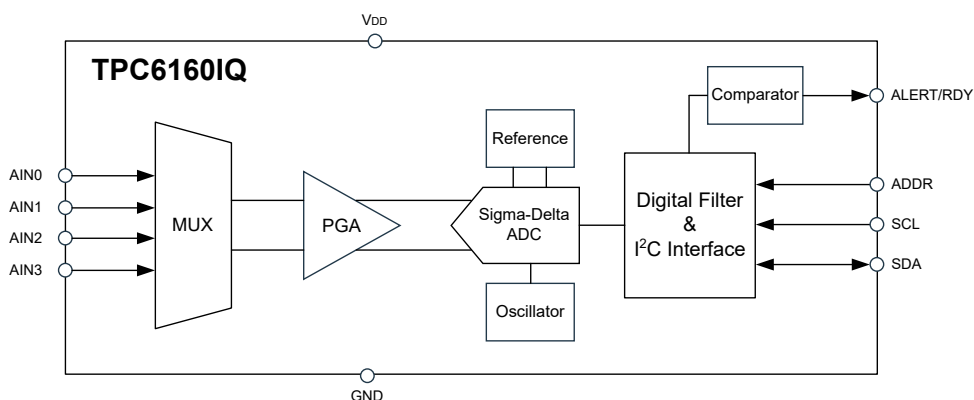 VDD
TPC6160IQ
Comparator
ALERT/RDY
Reference
AIN0
AIN1
AIN2
AIN3
MUX
PGA
Sigma-Delta
ADC
Digital Filter
&
I²C Interface
ADDR
SCL
SDA
Oscillator
GND